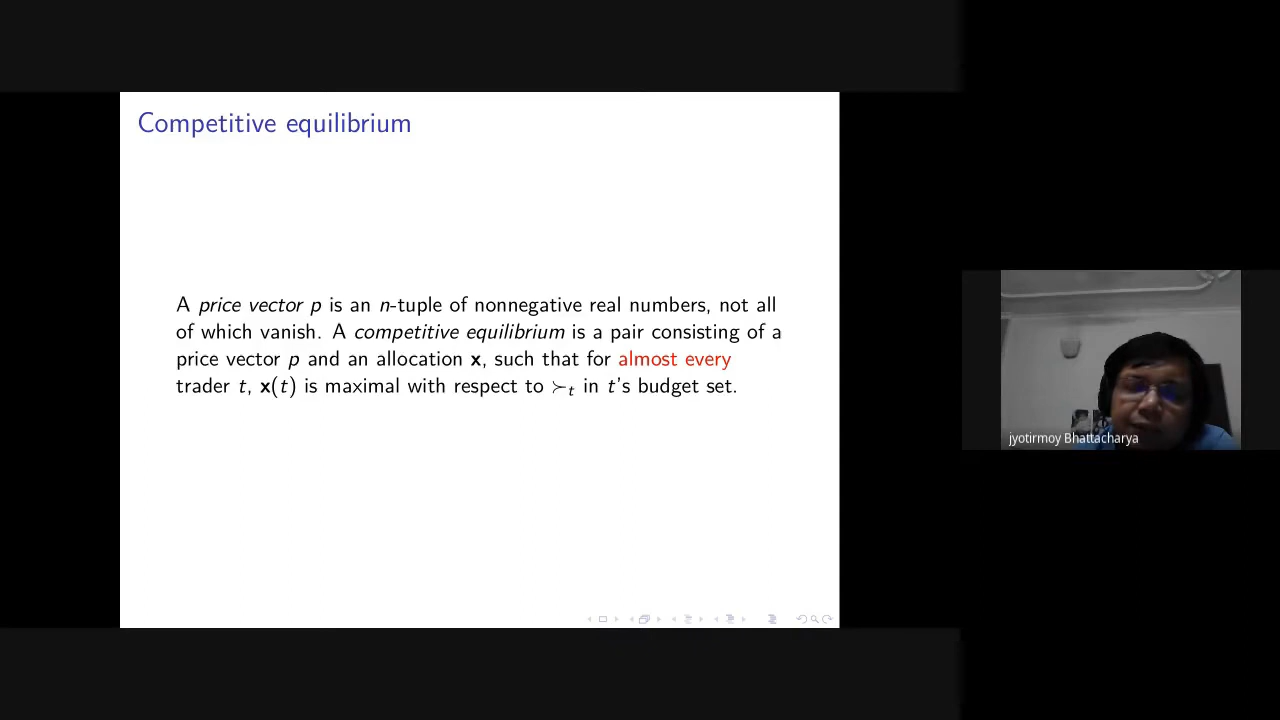 Competitive equilibrium
A price vector p is an n-tuple of nonnegative real numbers, not all
of which vanish. A competitive equilibrium is a pair consisting of a
price vector p and an allocation x, such that for almost every
trader t, x(t) is maximal with respect to ≻ₜ in t's budget set.
jyotirmoy Bhattacharya